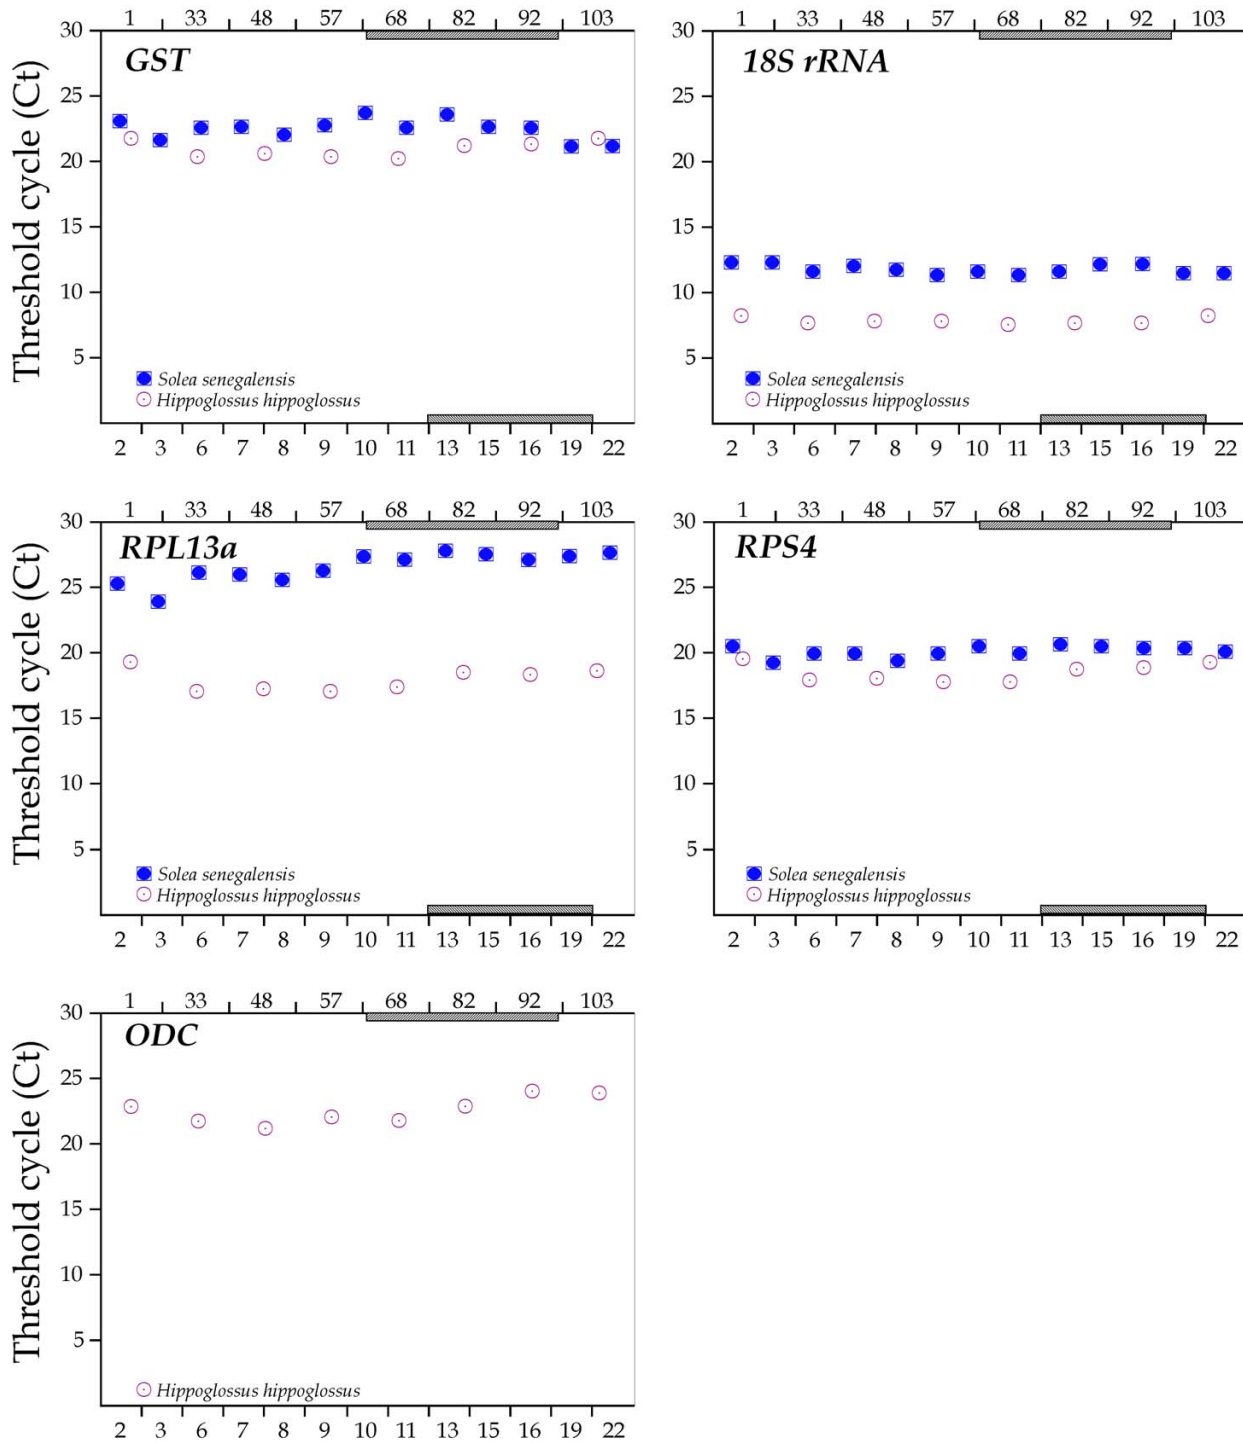 1 33 48 57 68 82 92 103
30
GST
25
20
15
10
5
Threshold cycle (Ct)
Solea senegalensis
Hippoglossus hippoglossus
2 3 6 7 8 9 10 11 13 15 16 19 22
1 33 48 57 68 82 92 103
30
18S rRNA
25
20
15
10
5
Solea senegalensis
Hippoglossus hippoglossus
2 3 6 7 8 9 10 11 13 15 16 19 22
1 33 48 57 68 82 92 103
30
RPL13a
25
20
15
10
5
Threshold cycle (Ct)
Solea senegalensis
Hippoglossus hippoglossus
2 3 6 7 8 9 10 11 13 15 16 19 22
1 33 48 57 68 82 92 103
30
RPS4
25
20
15
10
5
Solea senegalensis
Hippoglossus hippoglossus
2 3 6 7 8 9 10 11 13 15 16 19 22
1 33 48 57 68 82 92 103
30
ODC
25
20
15
10
5
Threshold cycle (Ct)
Hippoglossus hippoglossus
2 3 6 7 8 9 10 11 13 15 16 19 22